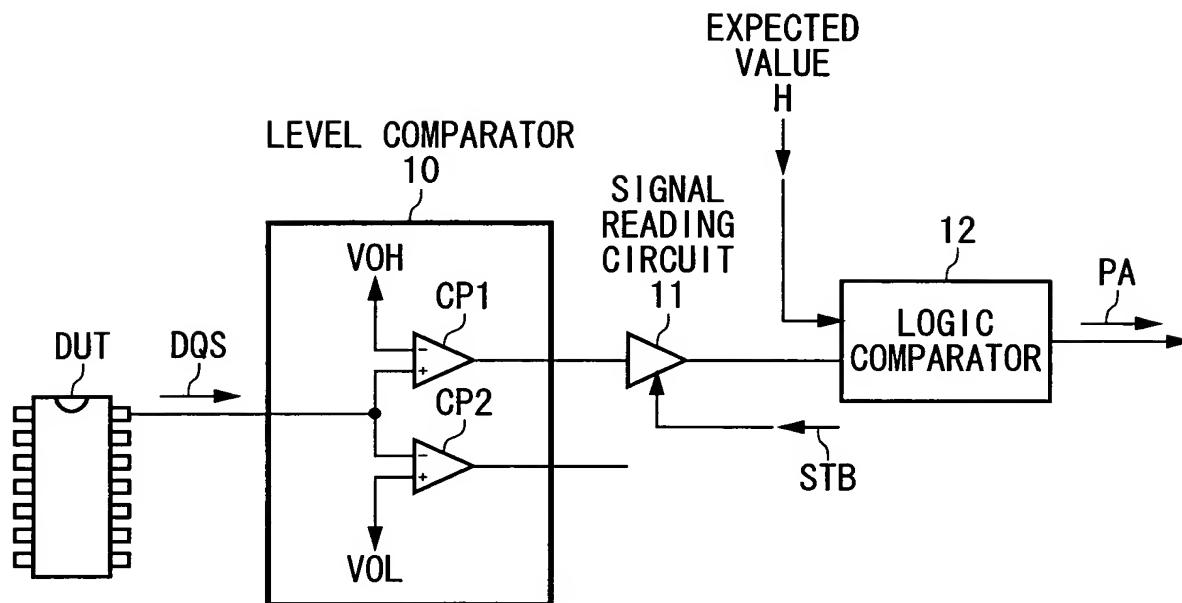 EXPECTED
VALUE
H
LEVEL COMPARATOR
10
SIGNAL
READING
CIRCUIT
11
12
LOGIC
COMPARATOR
PA
VOH
CP1
-
+
DUT
DQS
CP2
-
+
VOL
STB